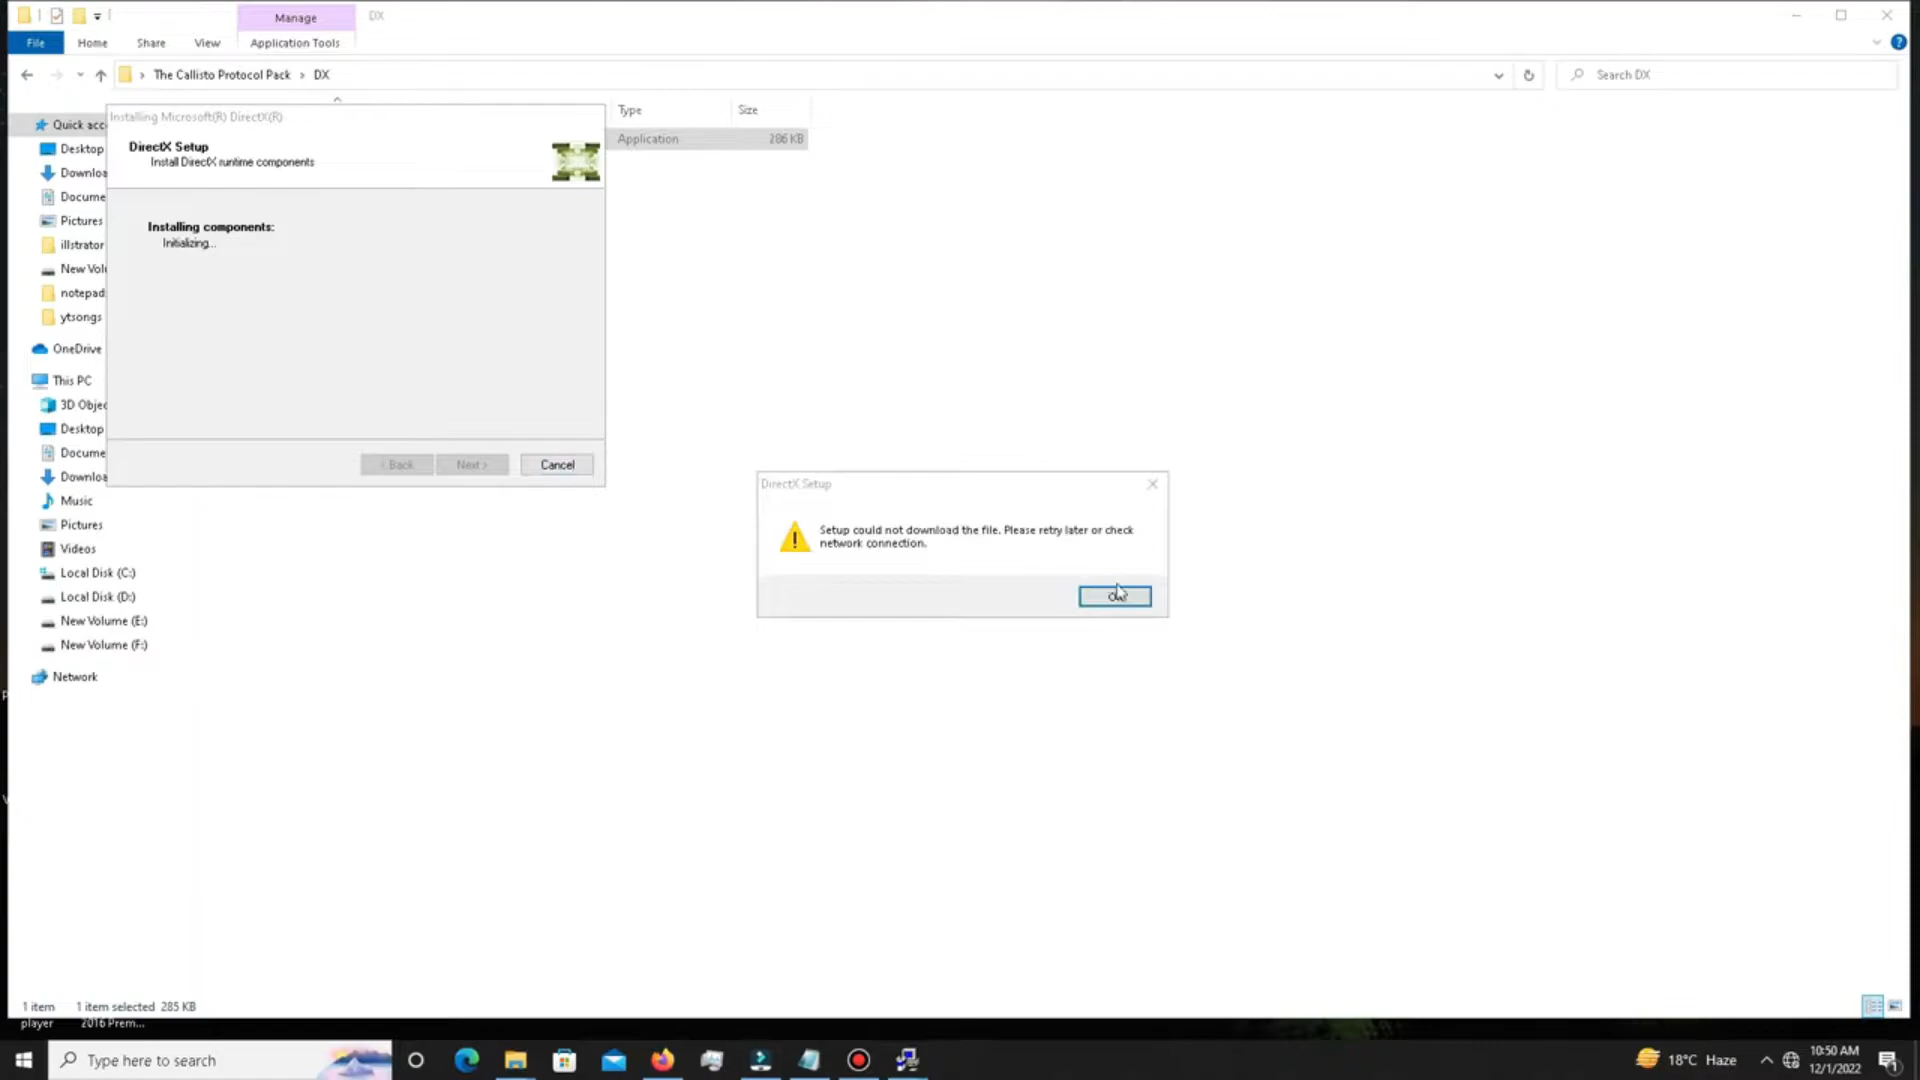 Manage
DX
File
Home
Share
View
Application Tools
The Callisto Protocol Pack › DX
Search DX
Type
Size
Application
286 KB
Quick acc
Desktop
Downloa
Docume
Pictures
illstrator
New Volu
notepad
ytsongs
OneDrive
This PC
3D Objec
Desktop
Docume
Downloa
Music
Pictures
Videos
Local Disk (C:)
Local Disk (D:)
New Volume (E:)
New Volume (F:)
Network
Installing Microsoft(R) DirectX(R)
DirectX Setup
Install DirectX runtime components
Installing components:
Initializing...
< Back
Next >
Cancel
DirectX Setup
Setup could not download the file. Please retry later or check
network connection.
1 item
1 item selected 285 KB
player
2016 Prem...
Type here to search
18°C Haze
10:50 AM
12/1/2022
1